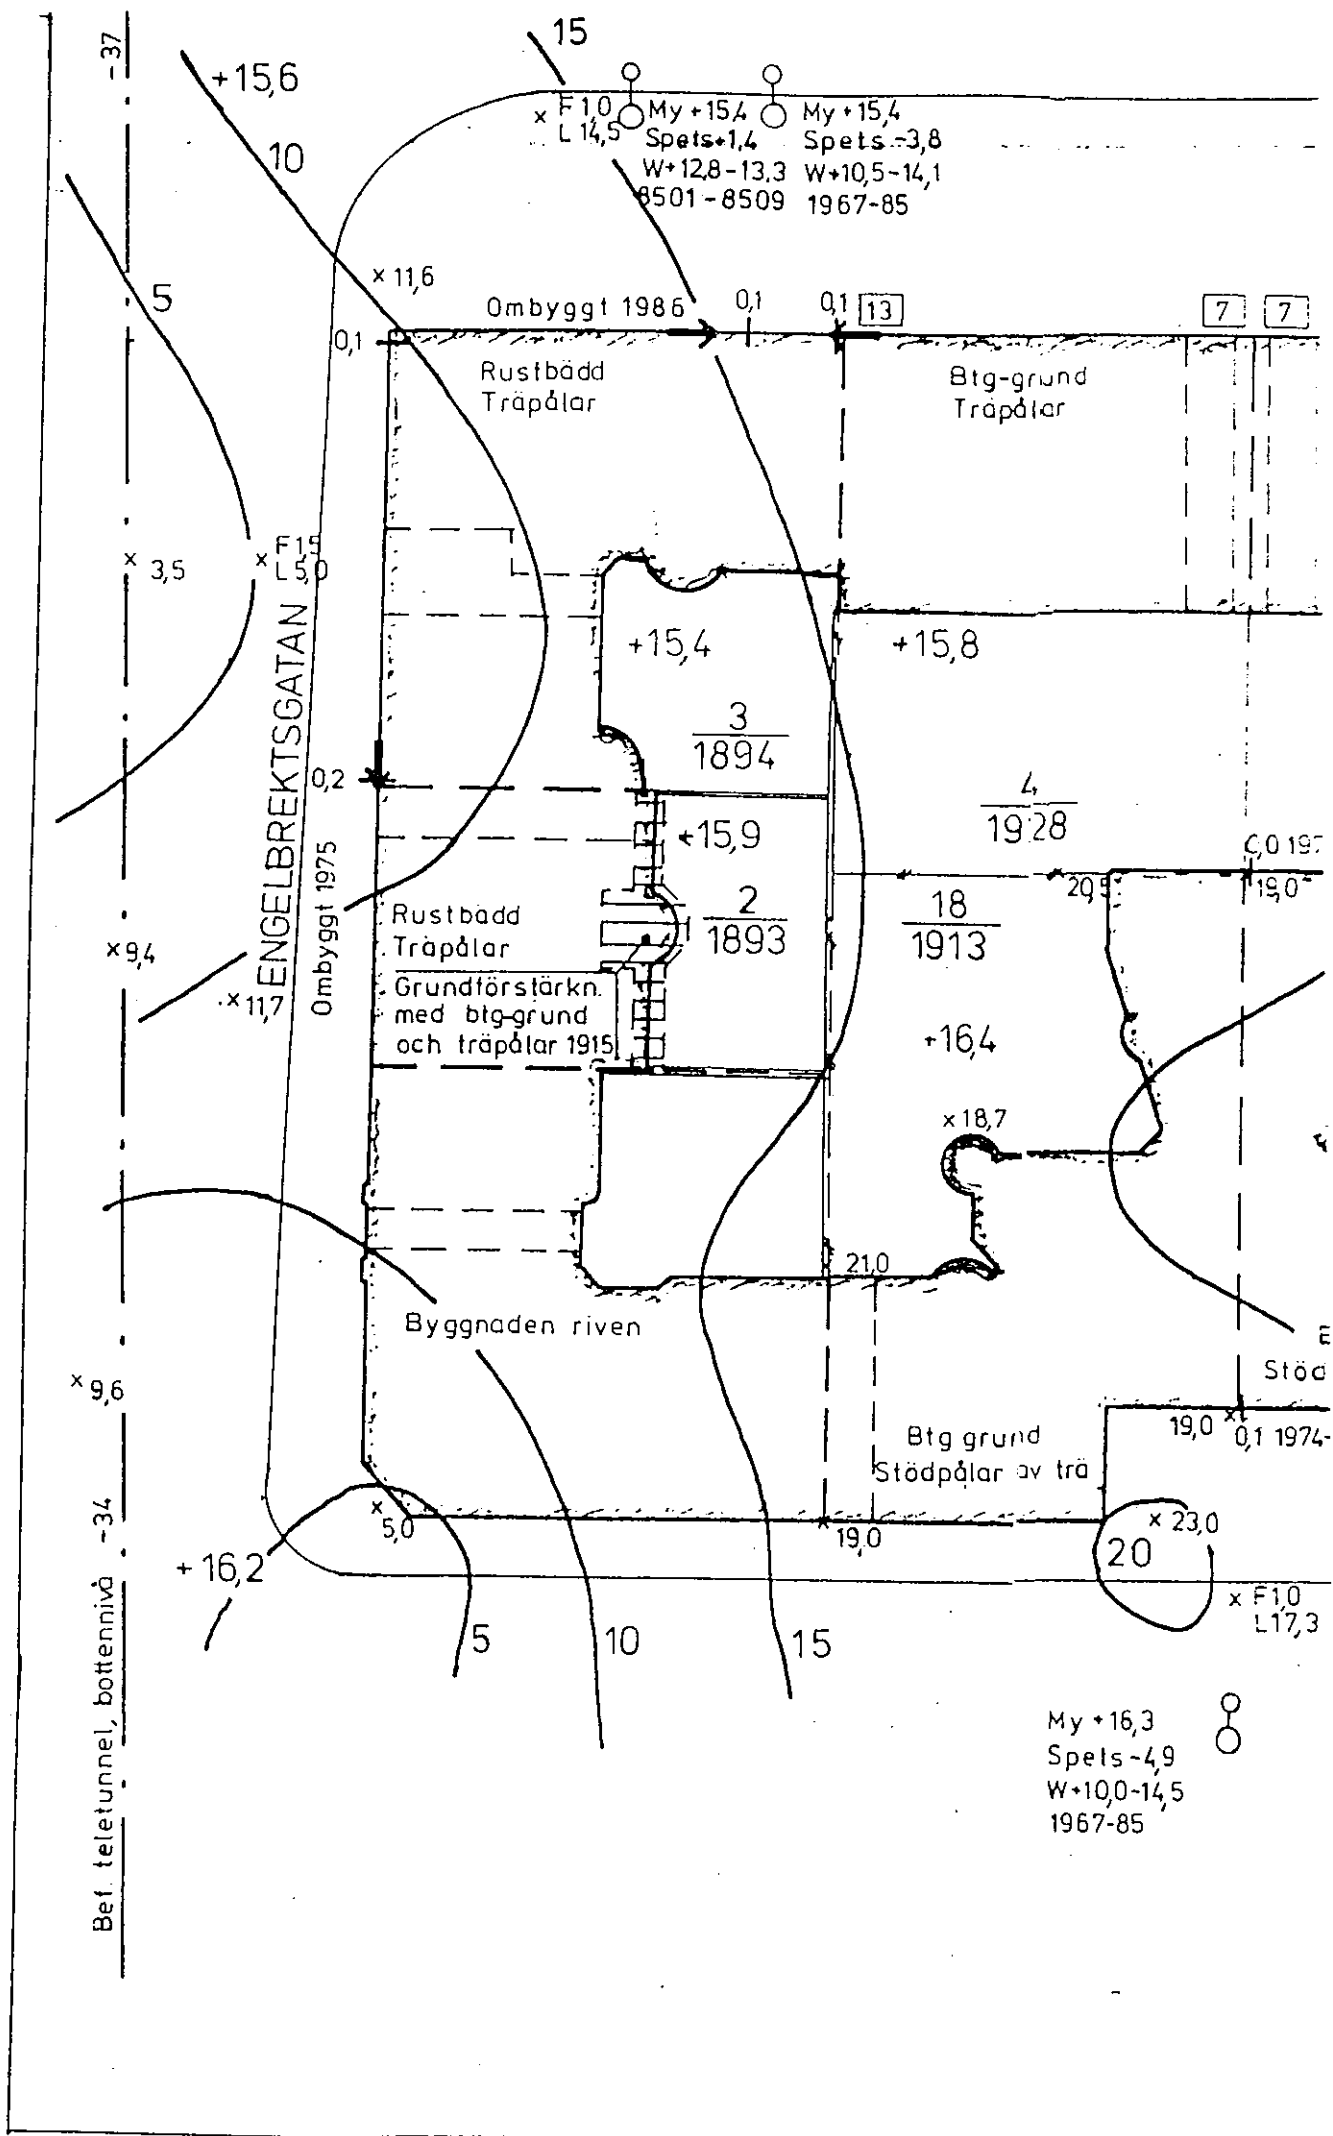 15
-37
+15,6
F 1,0
L 14,5
My +15,4
Spets+1,4
W+12,8-13,3
8501-8509
My +15,4
Spets -3,8
W+10,5-14,1
1967-85
10
× 11,6
5
Ombyggt 1986
0,1
0,1
13
7
7
0,1
Rustbädd
Träpålar
Btg-grund
Träpålar
× 3,5
× F1,5
L5,0
+15,4
+15,8
3
1894
ENGELBREKTSGATAN
0,2
4
1928
+15,9
Ombyggt 1975
20,5
19,0
2
1893
18
1913
Rustbädd
Träpålar
×9,4
×11,7
Grundförstärkn.
med btg-grund
och träpålar 1915
+16,4
×18,7
21,0
Byggnaden riven
Stöd
× 9,6
19,0
0,1 1974-
Btg grund
Stödpålar av trä
-34
× 5,0
19,0
× 23,0
20
+16,2
× F1,0
L17,3
5
10
15
Bef. teletunnel, bottennivå
My +16,3
Spets -4,9
W+10,0-14,5
1967-85